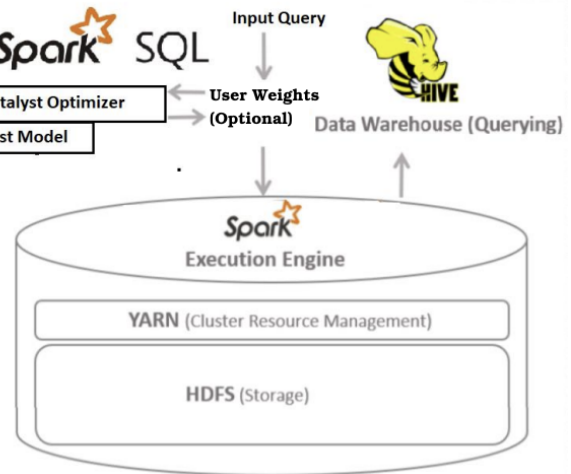 Spark SQL
Input Query
HIVE
talyst Optimizer
User Weights
(Optional)
st Model
Data Warehouse (Querying)
Spark
Execution Engine
YARN (Cluster Resource Management)
HDFS (Storage)